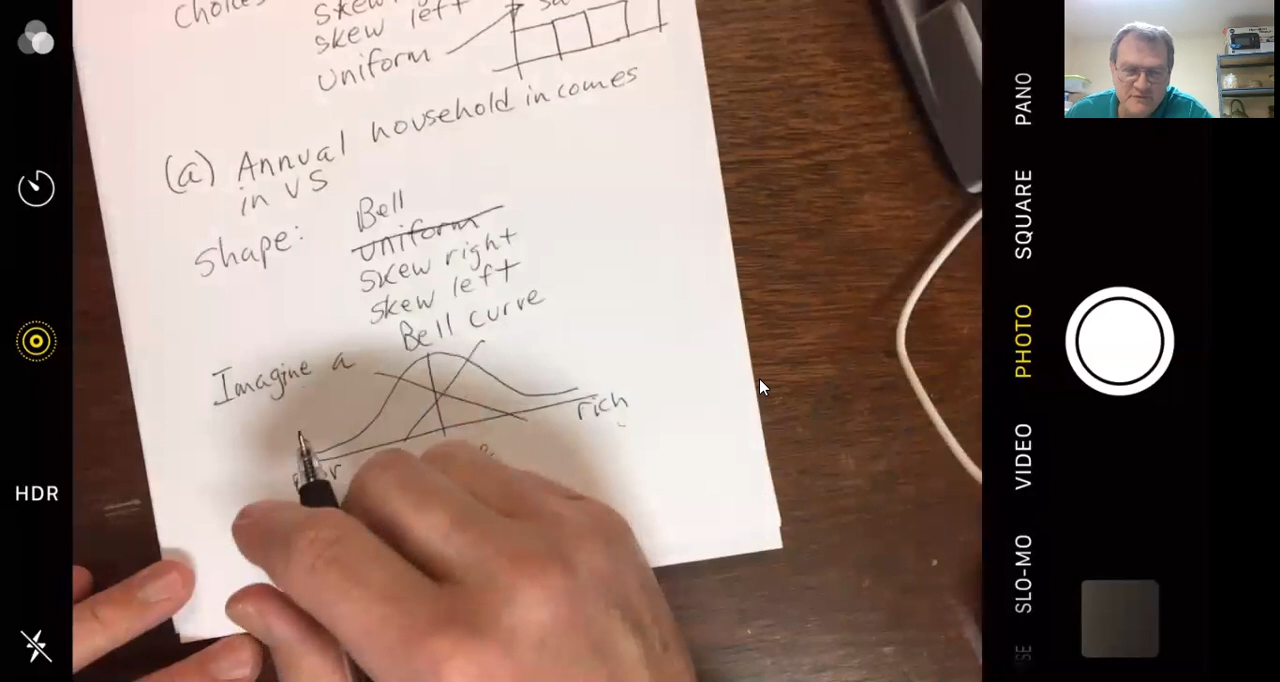 choices
skew left
uniform
(a) Annual household incomes
in US
Shape: Bell
uniform
skew right
skew left
Imagine a Bell curve
rich
HDR
PANO
SQUARE
PHOTO
VIDEO
SLO-MO